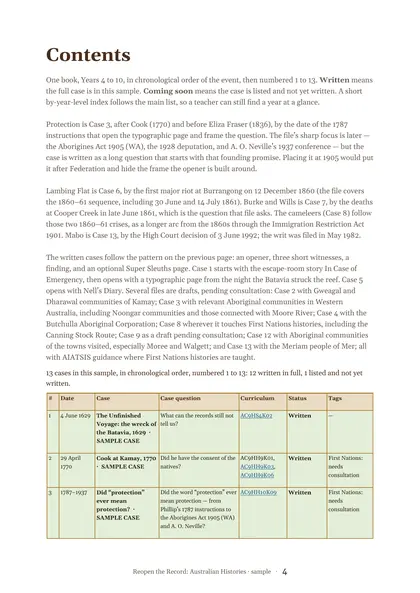 Contents
One book, Years 4 to 10, in chronological order of the event, then numbered 1 to 13. Written means
the full case is in this sample. Coming soon means the case is listed and not yet written. A short
by-year-level index follows the main list, so a teacher can still find a year at a glance.
Protection is Case 3, after Cook (1770) and before Eliza Fraser (1836), by the date of the 1787
instructions that open the typographic page and frame the question. The file's sharp focus is later —
the Aborigines Act 1905 (WA), the 1928 deputation, and A. O. Neville's 1937 conference — but the
case is written as a long question that starts with that founding promise. Placing it at 1905 would put
it after Federation and hide the frame the opener is built around.
Lambing Flat is Case 6, by the first major riot at Burrangong on 12 December 1860 (the file covers
the 1860–61 sequence, including 30 June and 14 July 1861). Burke and Wills is Case 7, by the deaths
at Cooper Creek in late June 1861, which is the question that file asks. The cameleers (Case 8) follow
those two 1860–61 crises, as a longer arc from the 1860s through the Immigration Restriction Act
1901. Mabo is Case 13, by the High Court decision of 3 June 1992; the writ was filed in May 1982.
The written cases follow the pattern on the previous page: an opener, three short witnesses, a
finding, and an optional Super Sleuths page. Case 1 starts with the escape-room story In Case of
Emergency, then opens with a typographic page from the night the Batavia struck the reef. Case 5
opens with Nell's Diary. Several files are drafts, pending consultation: Case 2 with Gweagal and
Dharawal communities of Kamay; Case 3 with relevant Aboriginal communities in Western
Australia, including Noongar communities and those connected with Moore River; Case 4 with the
Butchulla Aboriginal Corporation; Case 8 wherever it touches First Nations histories, including the
Canning Stock Route; Case 9 as a draft pending consultation; Case 12 with Aboriginal communities
of the towns visited, especially Moree and Walgett; and Case 13 with the Meriam people of Mer; all
with AIATSIS guidance where First Nations histories are taught.
13 cases in this sample, in chronological order, numbered 1 to 13: 12 written in full, 1 listed and not yet
written.
# Date Case Case question Curriculum Status Tags
1 4 June 1629 The Unfinished Voyage: the wreck of the Batavia, 1629 · SAMPLE CASE What can the records still not tell us? AC9HS4K02 Written —
2 29 April 1770 Cook at Kamay, 1770 · SAMPLE CASE Did he have the consent of the natives? AC9HH9K01, AC9HH9K03, AC9HH9K06 Written First Nations: needs consultation
3 1787–1937 Did "protection" ever mean protection? · SAMPLE CASE Did the word "protection" ever mean protection — from Phillip's 1787 instructions to the Aborigines Act 1905 (WA) and A. O. Neville? AC9HH10K09 Written First Nations: needs consultation
Reopen the Record: Australian Histories · sample · 4